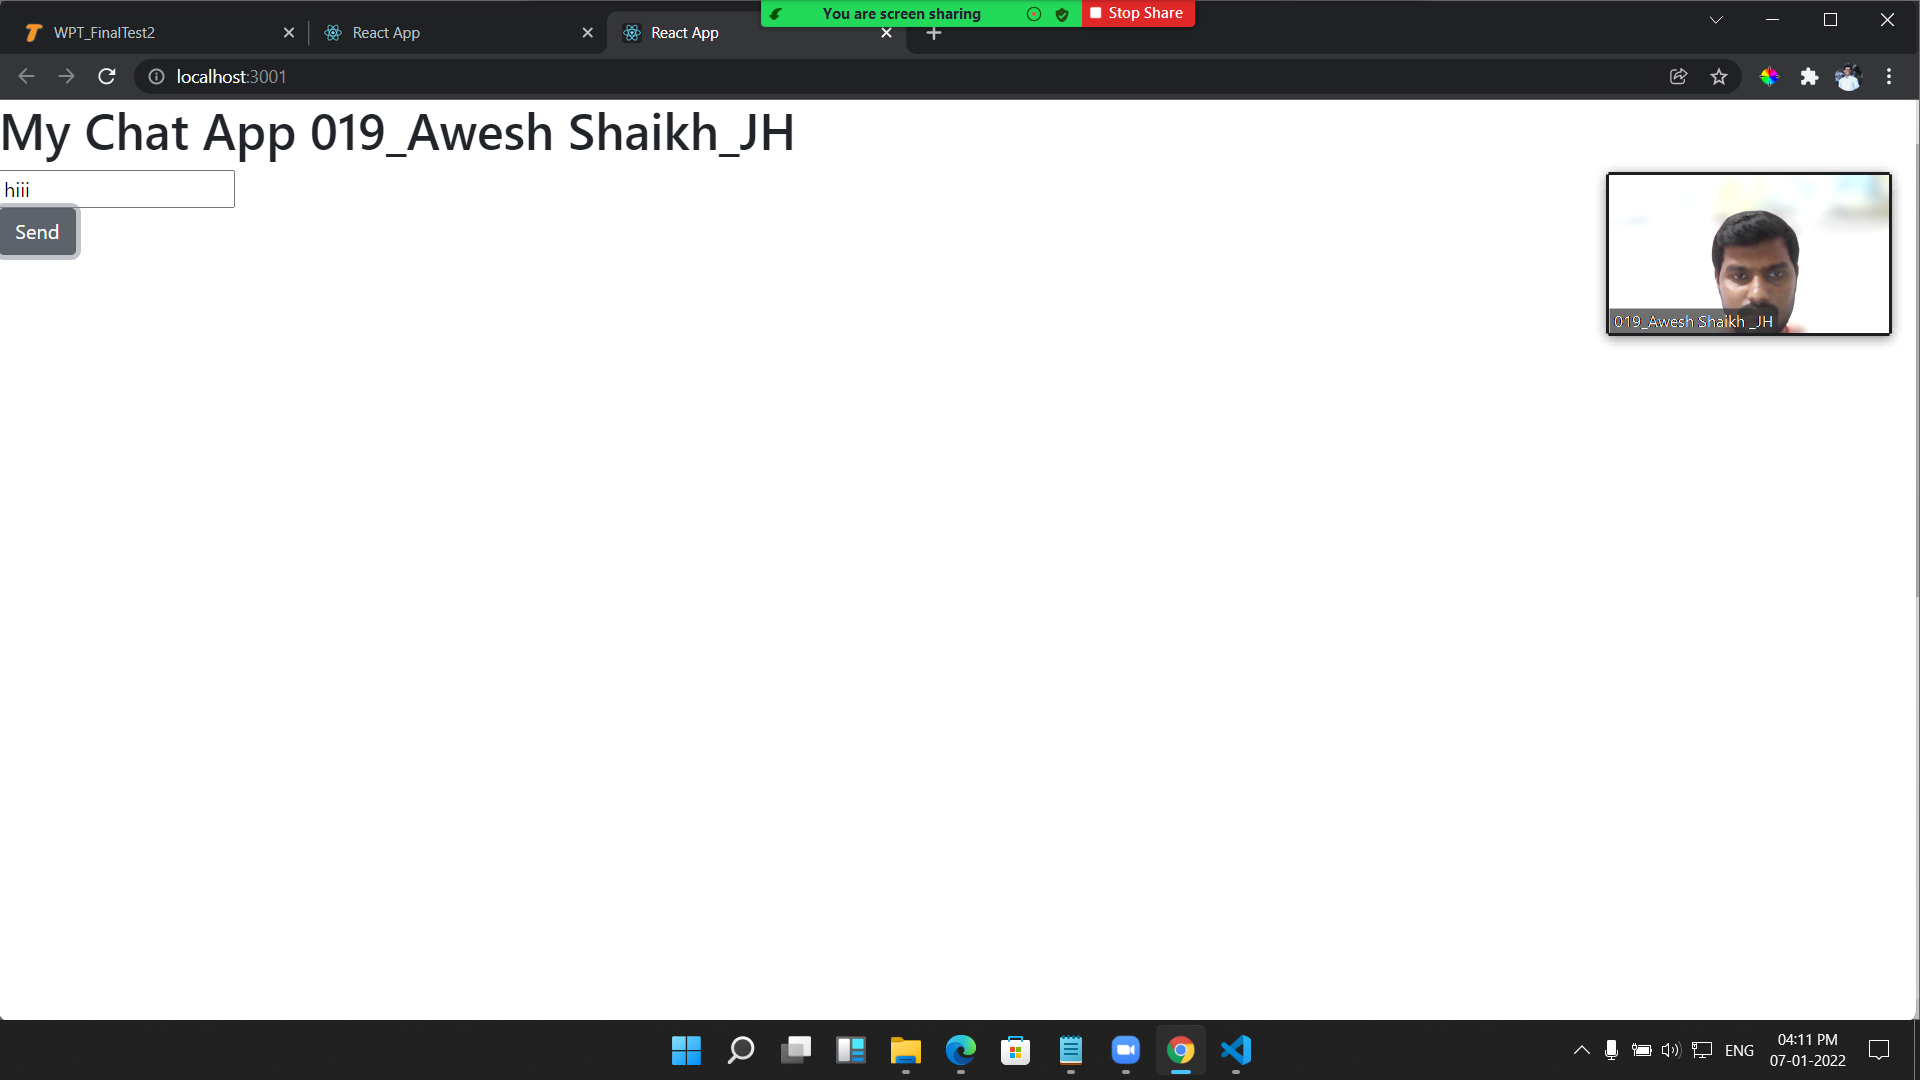 WPT_FinalTest2
React App
React App
You are screen sharing
Stop Share
localhost:3001
My Chat App 019_Awesh Shaikh_JH
hiii
Send
019_Awesh Shaikh _JH
ENG
04:11 PM
07-01-2022